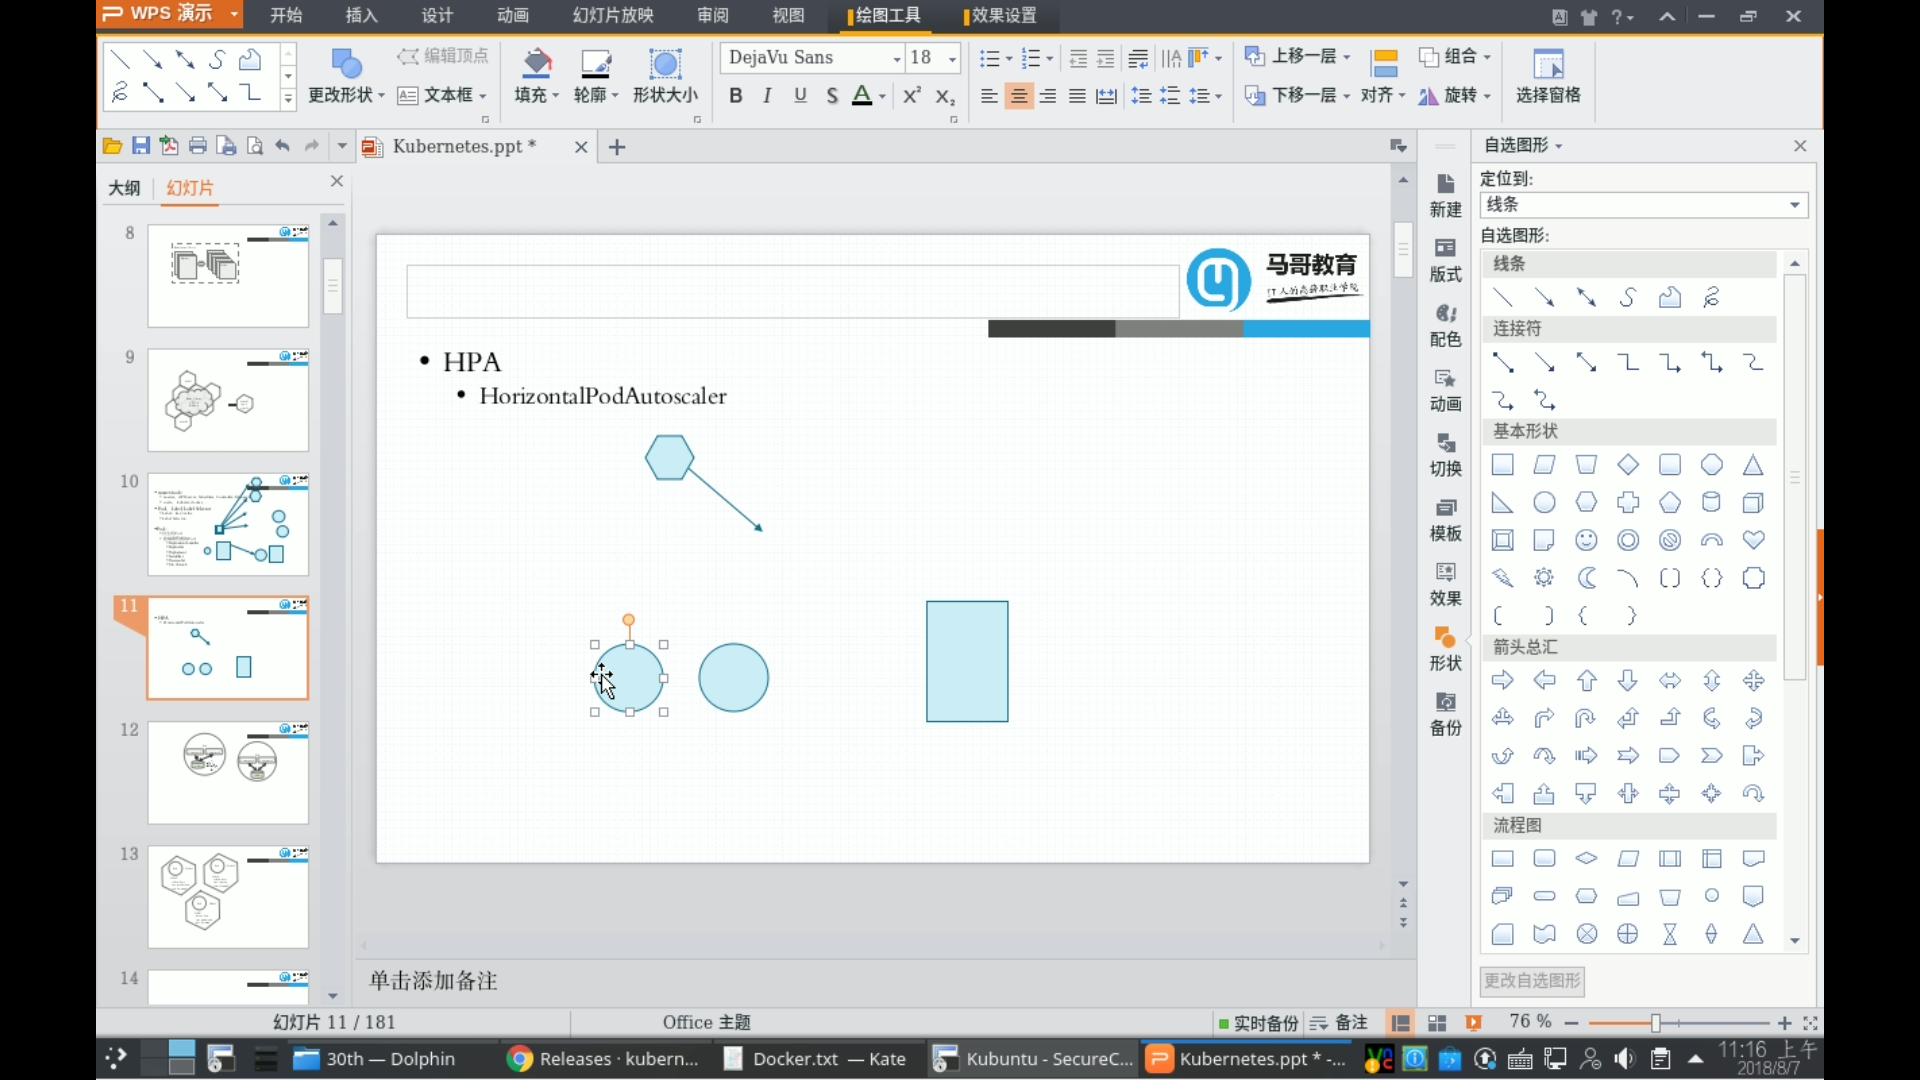 WPS 演示
开始
插入
设计
动画
幻灯片放映
审阅
视图
绘图工具
效果设置
更改形状
编辑顶点
文本框
填充
轮廓
形状大小
DejaVu Sans
18
上移一层
下移一层
对齐
组合
旋转
选择窗格
Kubernetes.ppt *
大纲
幻灯片
8
9
10
11
12
13
14
马哥教育
IT人的高薪职业学院
HPA
HorizontalPodAutoscaler
单击添加备注
新建
版式
配色
动画
切换
模板
效果
形状
备份
自选图形
定位到:
线条
自选图形:
线条
连接符
基本形状
箭头总汇
流程图
更改自选图形
幻灯片 11 / 181
Office 主题
实时备份
备注
76 %
30th — Dolphin
Releases · kubern...
Docker.txt — Kate
Kubuntu - SecureC...
Kubernetes.ppt * -...
11:16 上午
2018/8/7